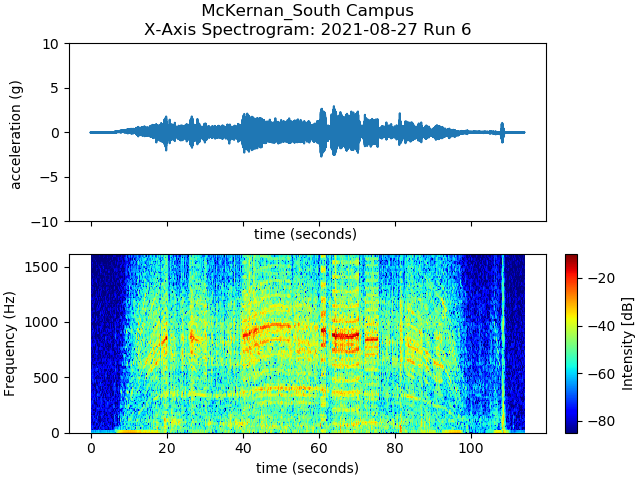 McKernan_South Campus
X-Axis Spectrogram: 2021-08-27 Run 6
10
5
0
−5
−10
acceleration (g)
time (seconds)
1500
1000
500
0
Frequency (Hz)
0 20 40 60 80 100
time (seconds)
−20
−40
−60
−80
Intensity [dB]